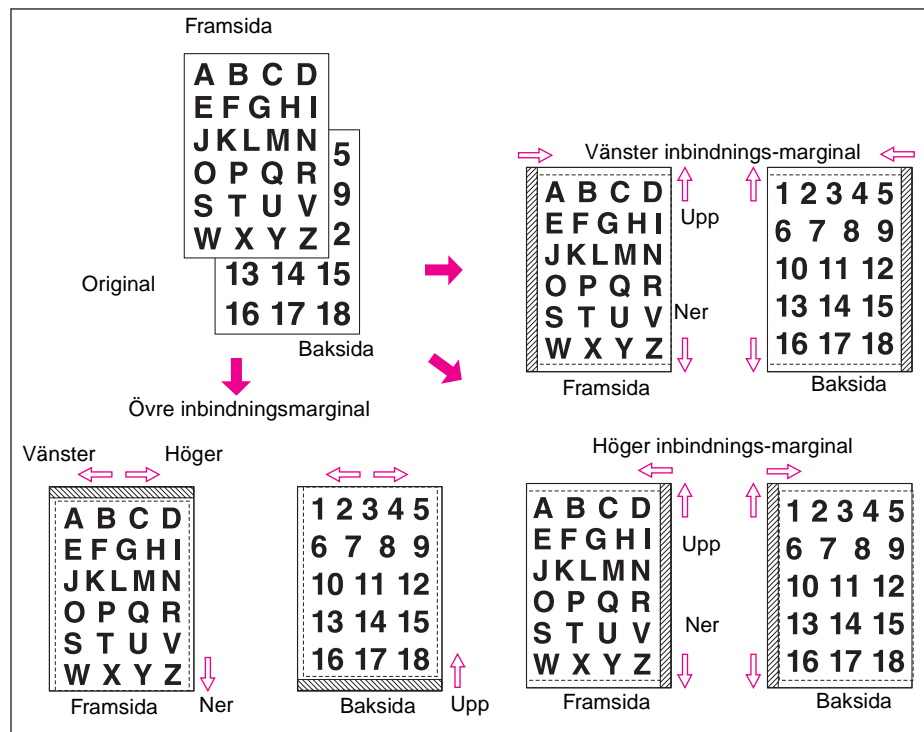 Framsida
A B C D
E F G H I
J K L M N
O P Q R
S T U V
W X Y Z
5
9
2
13 14 15
16 17 18
Original
Baksida
Vänster inbindnings-marginal
A B C D
E F G H I
J K L M N
O P Q R
S T U V
W X Y Z
Upp
Ner
Framsida
1 2 3 4 5
6 7 8 9
10 11 12
13 14 15
16 17 18
Baksida
Övre inbindningsmarginal
Vänster
Höger
A B C D
E F G H I
J K L M N
O P Q R
S T U V
W X Y Z
Framsida
Ner
1 2 3 4 5
6 7 8 9
10 11 12
13 14 15
16 17 18
Baksida
Upp
Höger inbindnings-marginal
A B C D
E F G H I
J K L M N
O P Q R
S T U V
W X Y Z
Upp
Ner
Framsida
1 2 3 4 5
6 7 8 9
10 11 12
13 14 15
16 17 18
Baksida